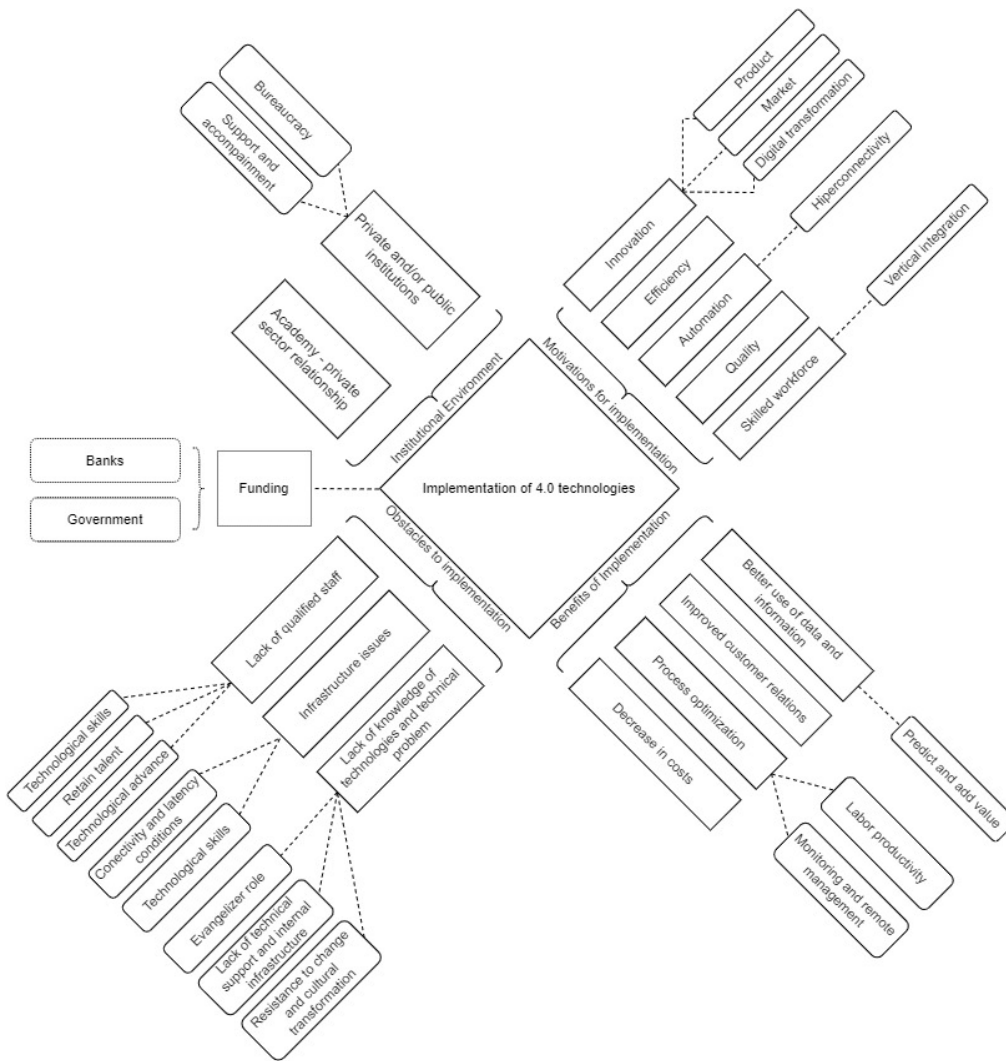 Bureaucracy
Support and
accompainment
Private and/or public
institutions
Academy - private
sector relationship
Institutional Environment
Product
Market
Digital transformation
Hiperconnectivity
Vertical integration
Innovation
Efficiency
Automation
Quality
Skilled workforce
Motivations for implementation
Banks
Government
Funding
Implementation of 4.0 technologies
Obstacles to implementation
Lack of qualified staff
Infrastructure issues
Lack of knowledge of
technologies and technical
problem
Technological skills
Retain talent
Technological advance
Conectivity and latency
conditions
Technological skills
Evangelizer role
Lack of technical
support and internal
infrastructure
Resistance to change
and cultural
transformation
Benefits of Implementation
Better use of data and
information
Improved customer relations
Process optimization
Decrease in costs
Predict and add value
Labor productivity
Monitoring and remote
management